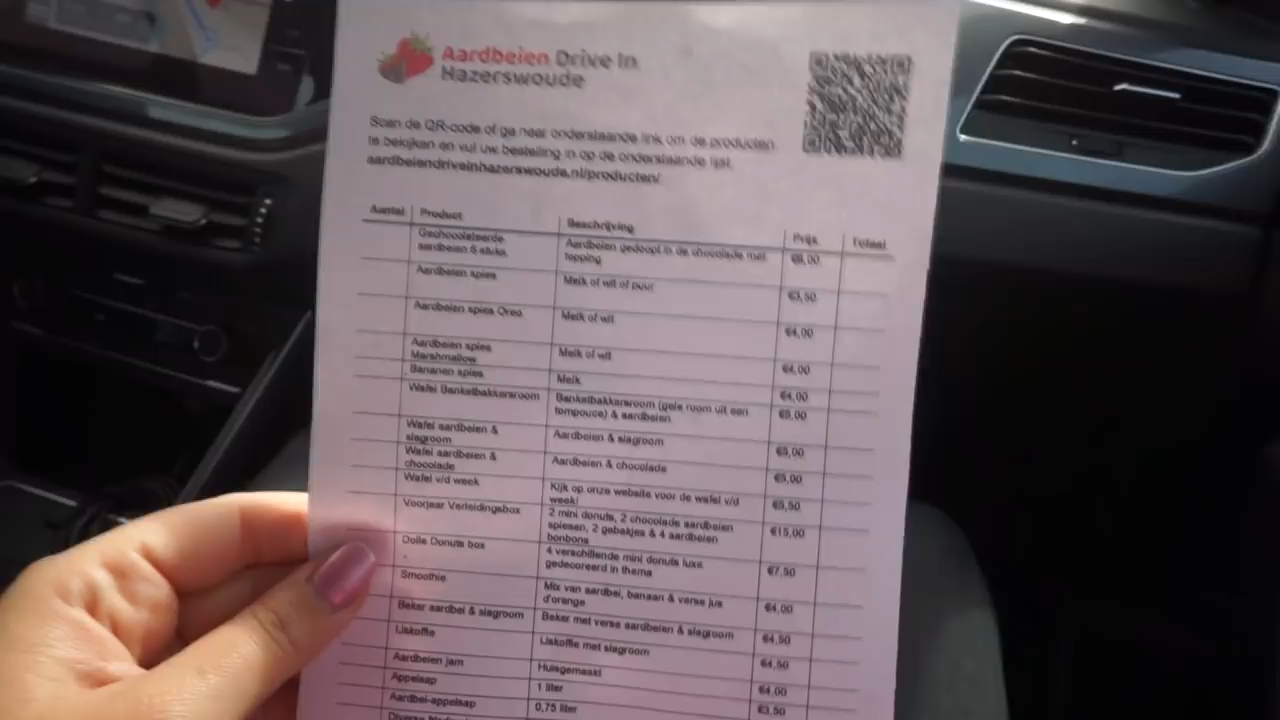 Aardbeien Drive In
Hazerswoude
Scan de QR-code of ga naar onderstaande link om de producten
te bekijken en vul uw bestelling in op de onderstaande lijst.
aardbeiendriveinhazerswoude.nl/producten/
Aantal Product Beschrijving Prijs Totaal
Gechocolateerde aardbeien 6 stuks Aardbeien gedoopt in de chocolade met topping €8,00
Aardbeien spies Melk of wit of puur €3,50
Aardbeien spies Oreo Melk of wit €4,00
Aardbeien spies Marshmallow Melk of wit €4,00
Bananen spies Melk €4,00
Wafel Banketbakkersroom Banketbakkersroom (gele room uit een tompouce) & aardbeien €5,00
Wafel aardbeien & slagroom Aardbeien & slagroom €5,00
Wafel aardbeien & chocolade Aardbeien & chocolade €5,00
Wafel v/d week Kijk op onze website voor de wafel v/d week! €5,50
Voorjaar Verleidingsbox 2 mini donuts, 2 chocolade aardbeien spiesen, 2 gebakjes & 4 aardbeien bonbons €15,00
Dolle Donuts box 4 verschillende mini donuts luxe gedecoreerd in thema €7,50
Smoothie Mix van aardbei, banaan & verse jus d'orange €4,00
Beker aardbei & slagroom Beker met verse aardbeien & slagroom €4,50
IJskoffie IJskoffie met slagroom €4,50
Aardbeien jam Huisgemaakt €4,00
Appelsap 1 liter €3,50
Aardbei-appelsap 0,75 liter